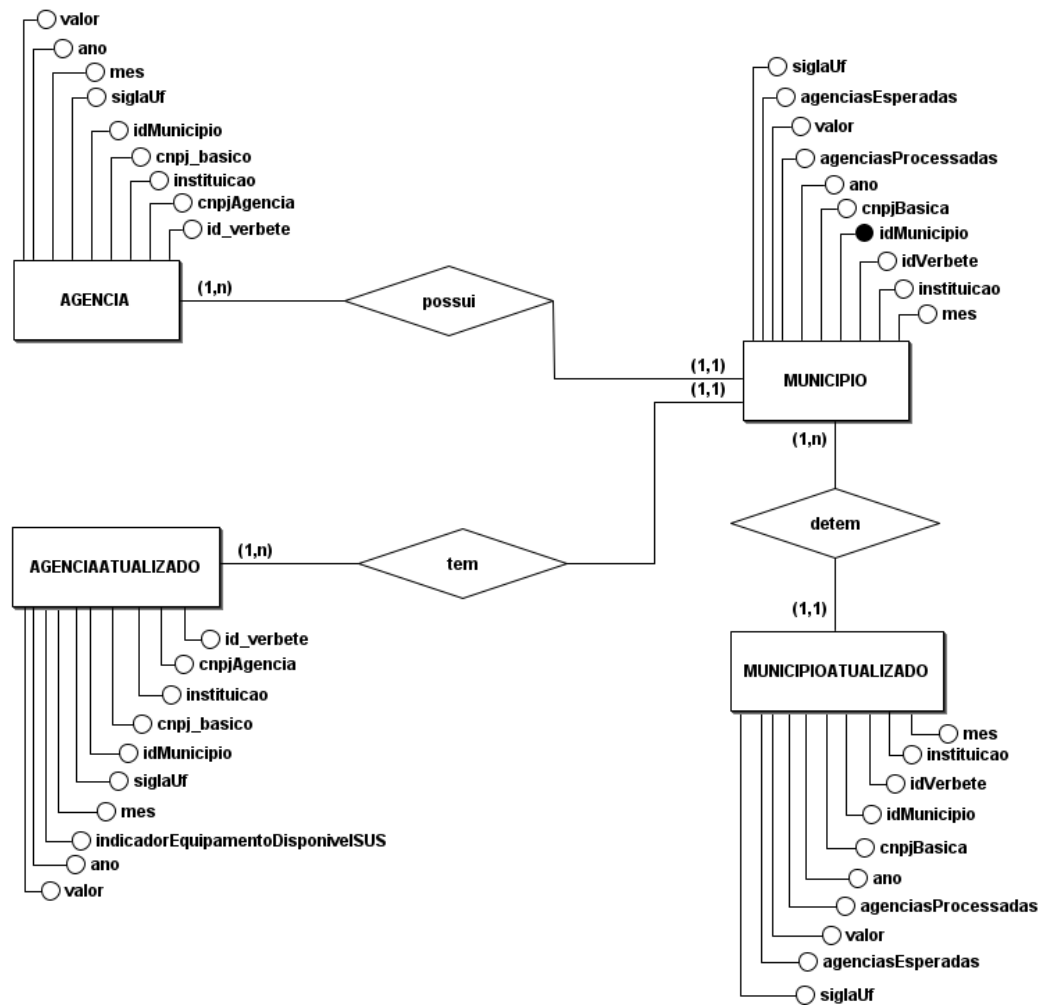 valor
ano
mes
siglaUf
idMunicipio
cnpj_basico
instituicao
cnpjAgencia
id_verbete
AGENCIA
(1,n)
possui
siglaUf
agenciasEsperadas
valor
agenciasProcessadas
ano
cnpjBasica
idMunicipio
idVerbete
instituicao
mes
(1,1)
(1,1)
MUNICIPIO
(1,n)
detem
(1,1)
AGENCIAATUALIZADO
(1,n)
tem
id_verbete
cnpjAgencia
instituicao
cnpj_basico
idMunicipio
siglaUf
mes
indicadorEquipamentoDisponivelSUS
ano
valor
MUNICIPIOATUALIZADO
mes
instituicao
idVerbete
idMunicipio
cnpjBasica
ano
agenciasProcessadas
valor
agenciasEsperadas
siglaUf